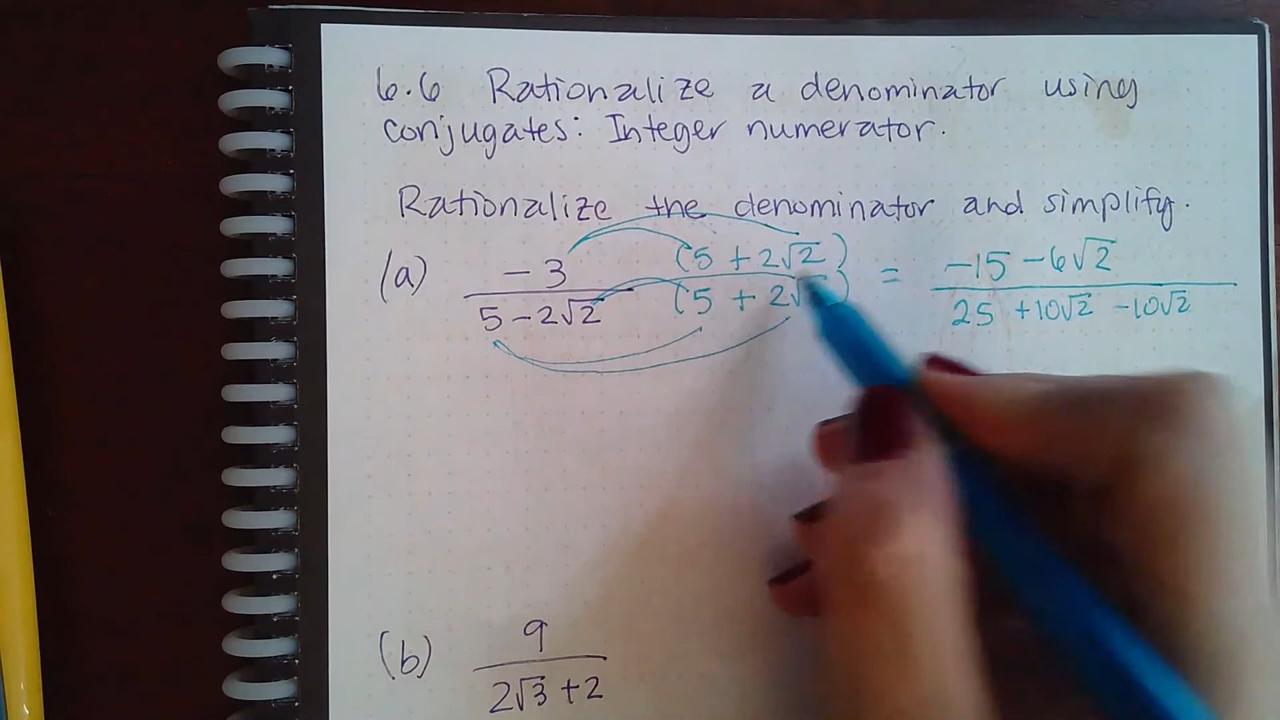 6.6 Rationalize a denominator using
conjugates: Integer numerator.
Rationalize the denominator and simplify.
(a) -3 (5 + 2√2) = -15 - 6√2
5 - 2√2 (5 + 2√ ) 25 + 10√2 - 10√2
(b) 9
2√3 + 2